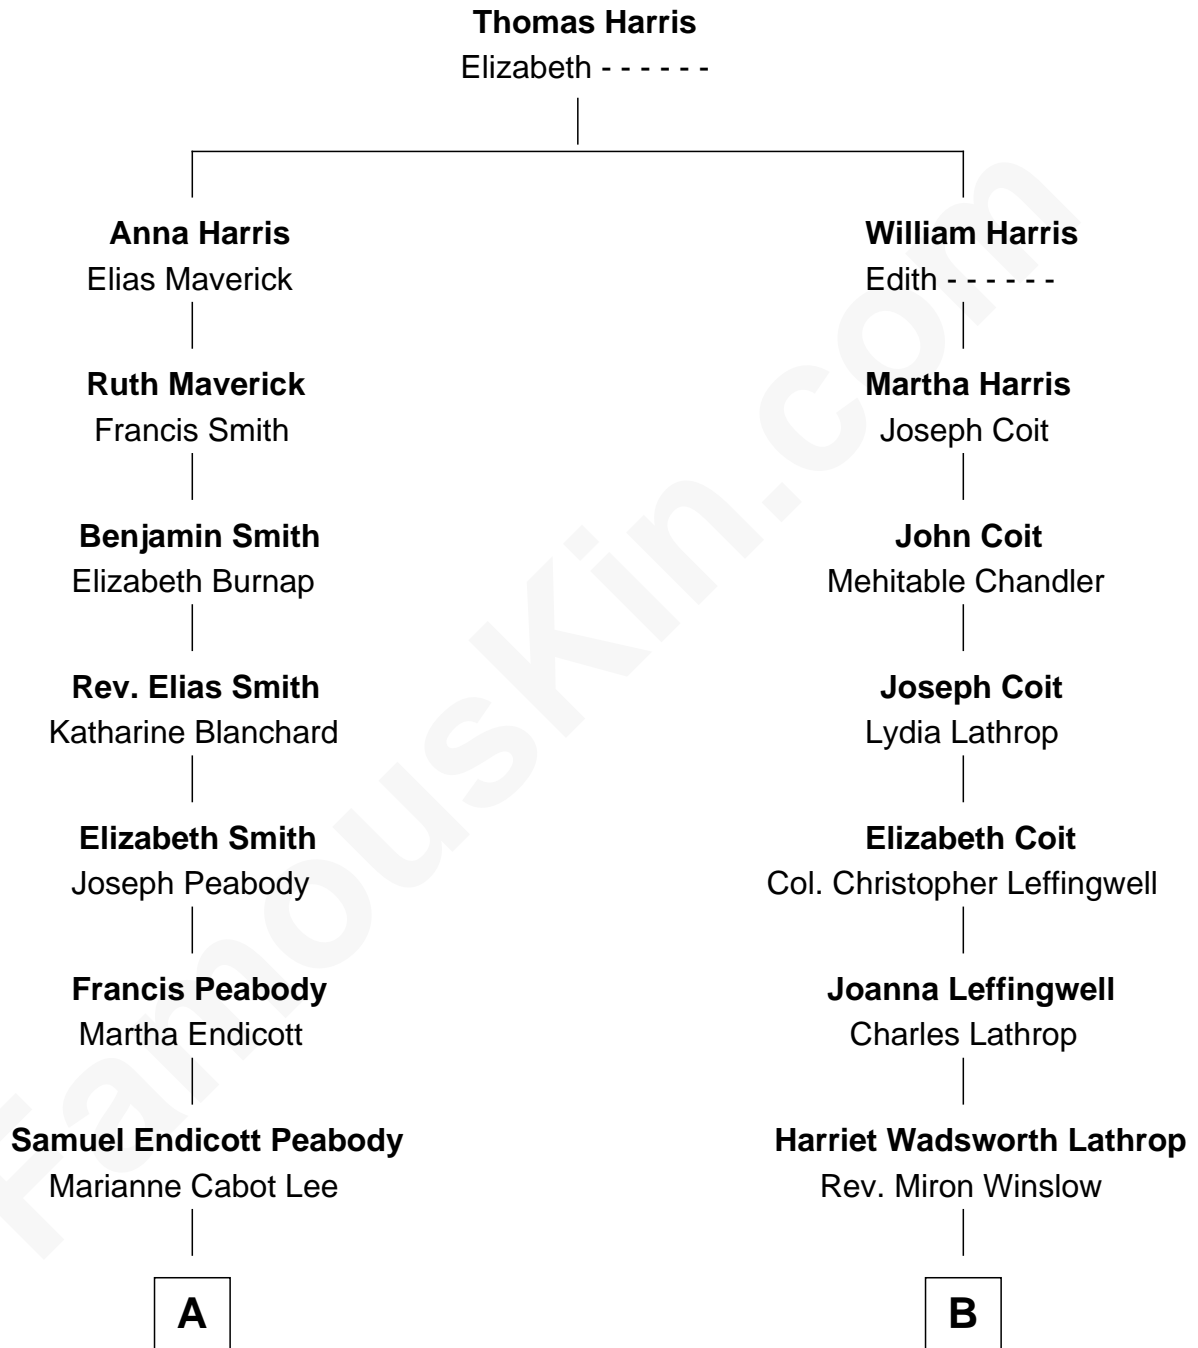 Thomas Harris
Elizabeth - - - - - -
Anna Harris
Elias Maverick
William Harris
Edith - - - - - -
Ruth Maverick
Francis Smith
Martha Harris
Joseph Coit
Benjamin Smith
Elizabeth Burnap
John Coit
Mehitable Chandler
Rev. Elias Smith
Katharine Blanchard
Joseph Coit
Lydia Lathrop
Elizabeth Smith
Joseph Peabody
Elizabeth Coit
Col. Christopher Leffingwell
Francis Peabody
Martha Endicott
Joanna Leffingwell
Charles Lathrop
Samuel Endicott Peabody
Marianne Cabot Lee
Harriet Wadsworth Lathrop
Rev. Miron Winslow
A
B
FamousKin.com